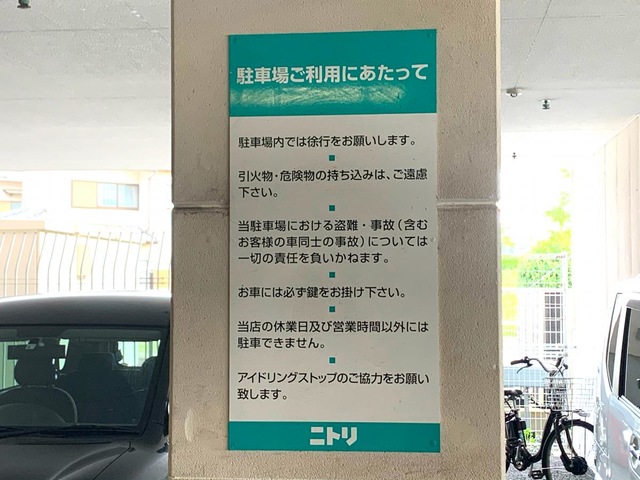 駐車場ご利用にあたって
駐車場内では徐行をお願いします。
引火物・危険物の持ち込みは、ご遠慮
下さい。
当駐車場における盗難・事故(含む
お客様の車同士の事故)については
一切の責任を負いかねます。
お車には必ず鍵をお掛け下さい。
当店の休業日及び営業時間以外には
駐車できません。
アイドリングストップのご協力をお願い
致します。
ニトリ